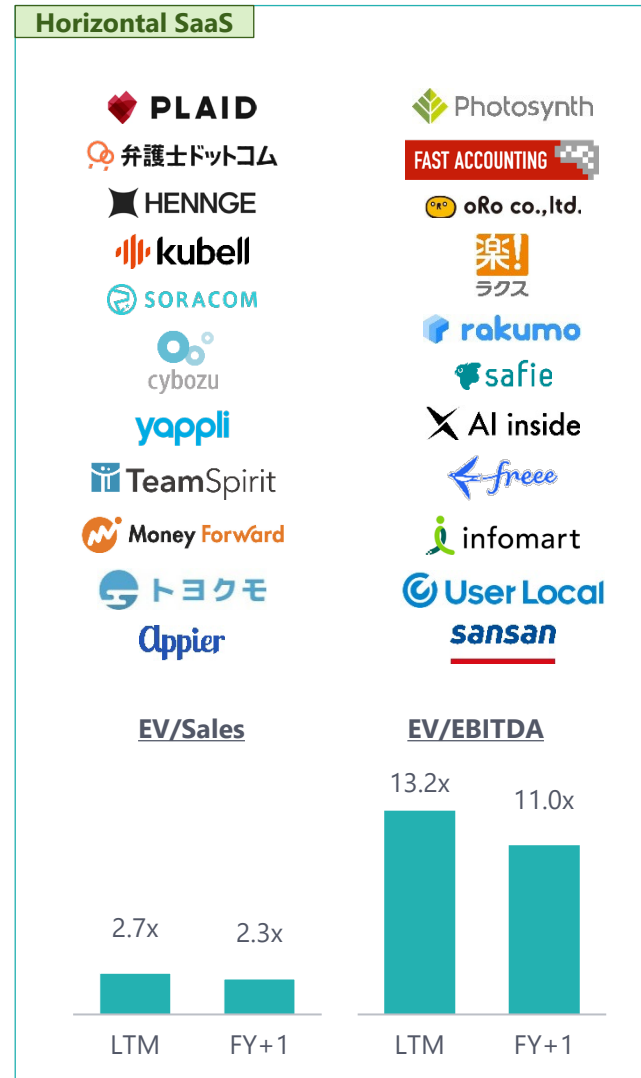 Horizontal SaaS
PLAID
弁護士ドットコム
HENNGE
kubell
SORACOM
cybozu
yappli
TeamSpirit
Money Forward
トヨクモ
Appier
Photosynth
FAST ACCOUNTING
oRo co.,ltd.
楽!
ラクス
rakumo
safie
AI inside
freee
infomart
User Local
sansan
EV/Sales
2.7x
2.3x
LTM FY+1
EV/EBITDA
13.2x
11.0x
LTM FY+1